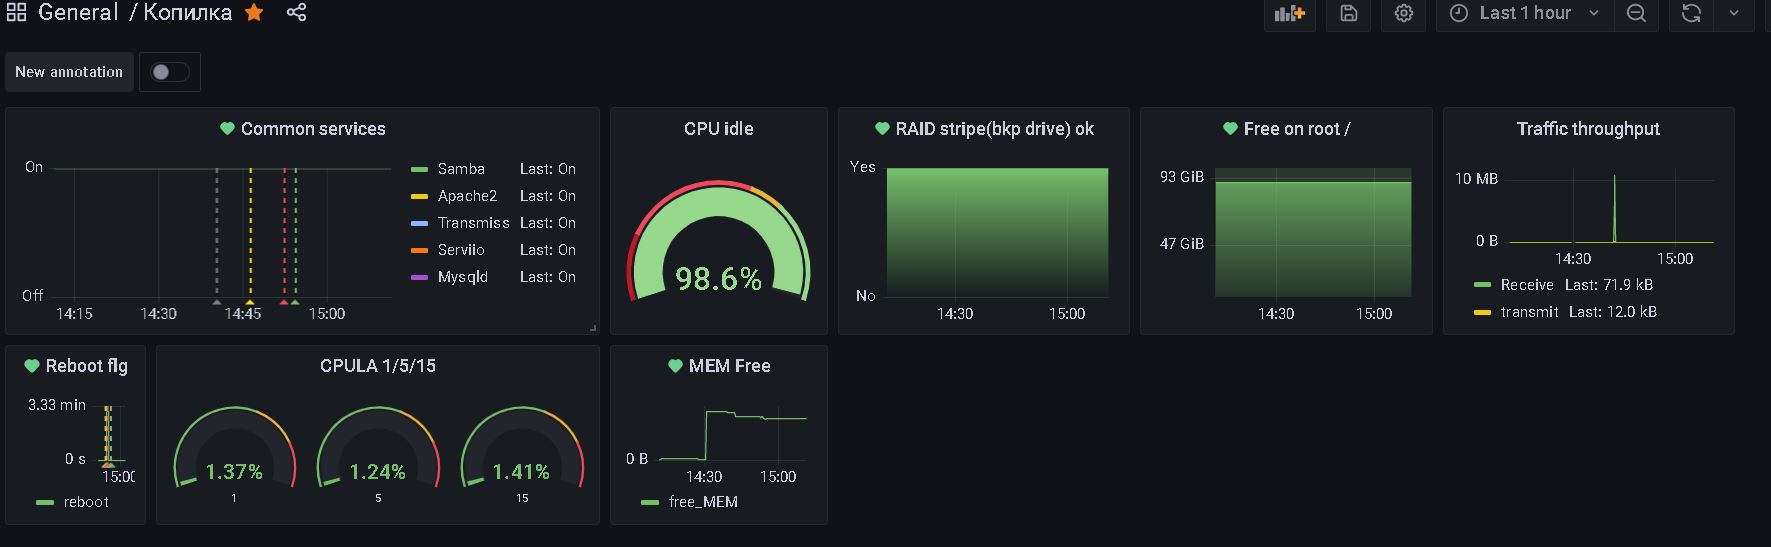 General / Копилка
Last 1 hour
New annotation
Common services
On
Off
14:15 14:30 14:45 15:00
Samba Last: On
Apache2 Last: On
Transmiss Last: On
Serviio Last: On
Mysqld Last: On
CPU idle
98.6%
RAID stripe(bkp drive) ok
Yes
No
14:30 15:00
Free on root /
93 GiB
47 GiB
14:30 15:00
Traffic throughput
10 MB
0 B
14:30 15:00
Receive Last: 71.9 kB
transmit Last: 12.0 kB
Reboot flg
3.33 min
0 s
15:00
reboot
CPULA 1/5/15
1.37% 1.24% 1.41%
1 5 15
MEM Free
0 B
14:30 15:00
free_MEM